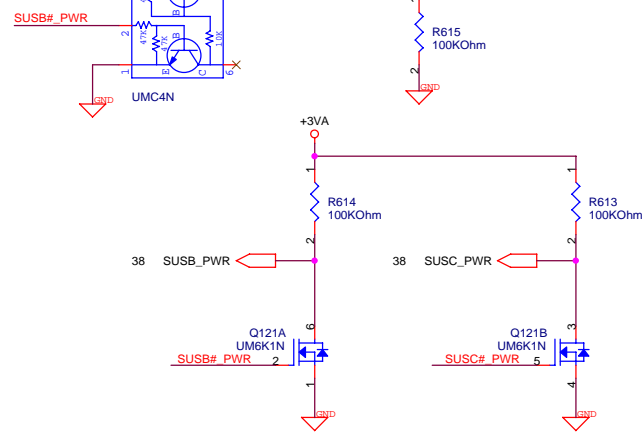 B
SUSB#_PWR
2
47K
47K
B
10K
1
E
C
6
GND
UMC4N
1
R615
100KOhm
2
GND
+3VA
1
R614
100KOhm
2
1
R613
100KOhm
2
38 SUSB_PWR
38 SUSC_PWR
6
Q121A
UM6K1N
SUSB#_PWR 2
1
GND
3
Q121B
UM6K1N
SUSC#_PWR 5
4
GND